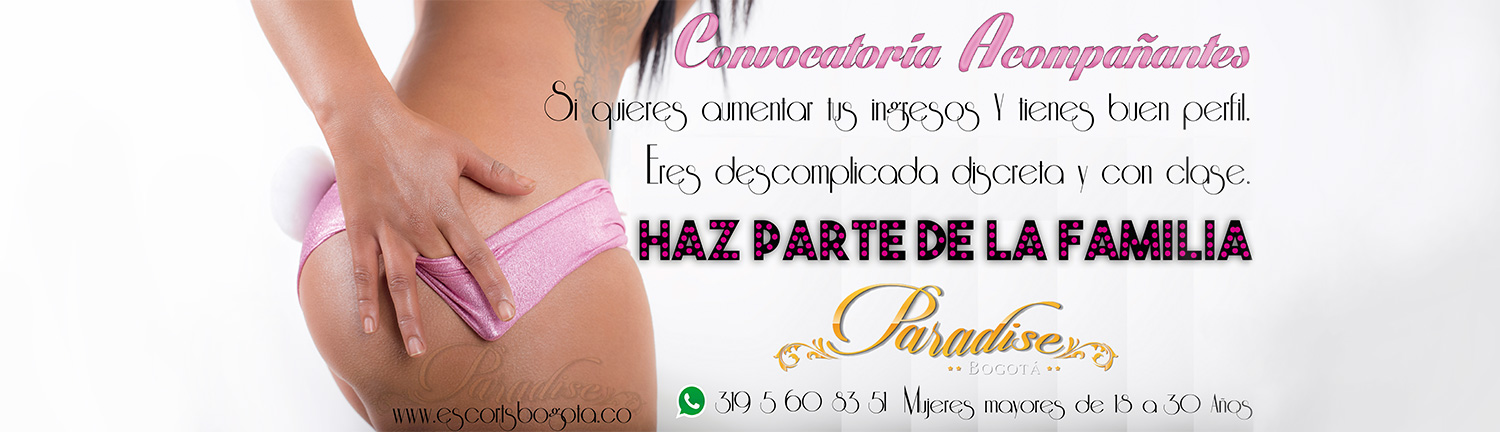 Convocatoria Acompañantes
Si quieres aumentar tus ingresos Y tienes buen perfil.
Eres descomplicada discreta y con clase.
HAZ PARTE DE LA FAMILIA
Paradise
BOGOTÁ
Paradise
www.escortsbogota.co
319 5 60 83 51 Mujeres mayores de 18 a 30 Años